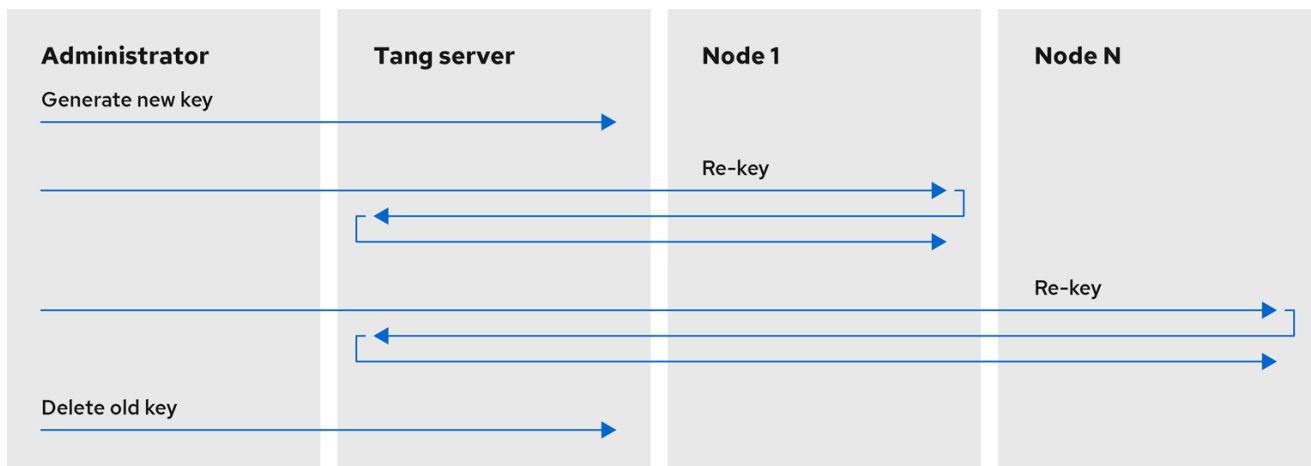 Administrator
Tang server
Node 1
Node N
Generate new key
Re-key
Re-key
Delete old key